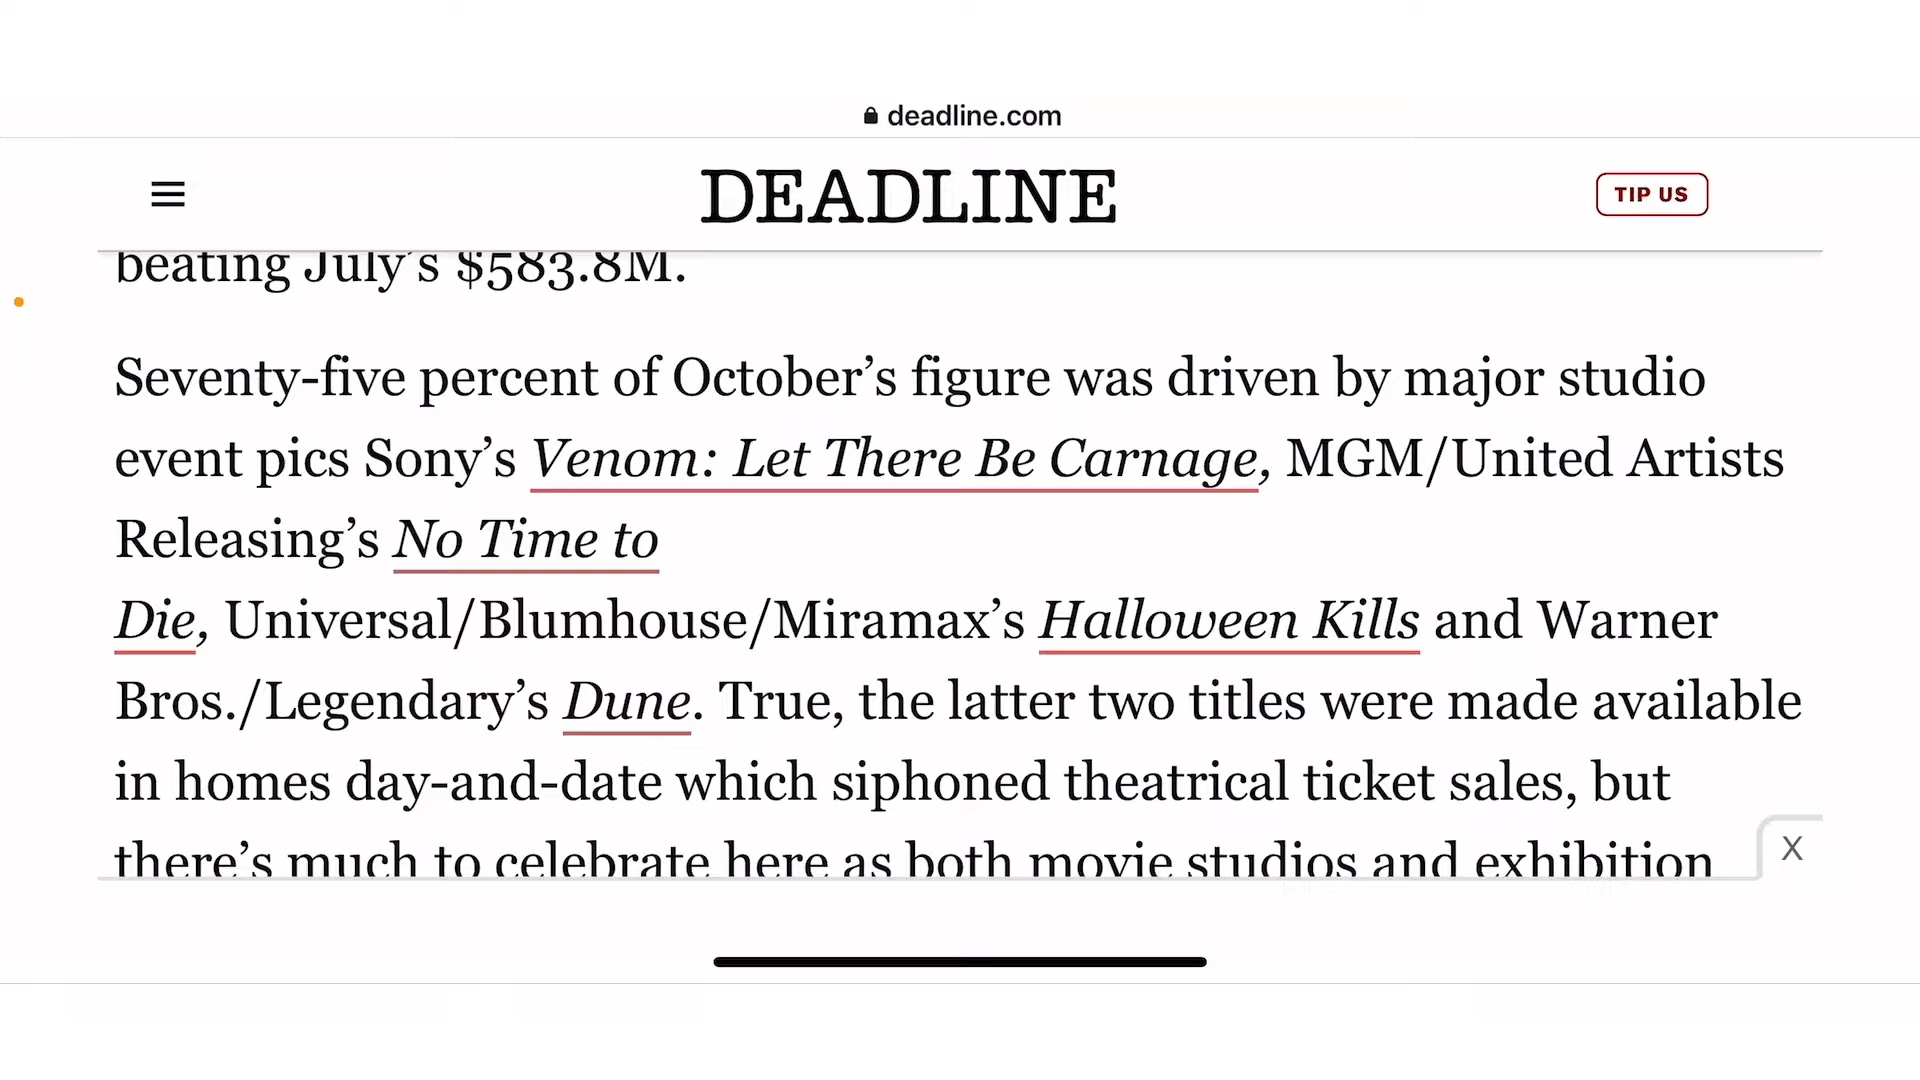 deadline.com
DEADLINE
TIP US
beating July’s $583.8M.
Seventy-five percent of October’s figure was driven by major studio
event pics Sony’s Venom: Let There Be Carnage, MGM/United Artists
Releasing’s No Time to
Die, Universal/Blumhouse/Miramax’s Halloween Kills and Warner
Bros./Legendary’s Dune. True, the latter two titles were made available
in homes day-and-date which siphoned theatrical ticket sales, but
there’s much to celebrate here as both movie studios and exhibition
X